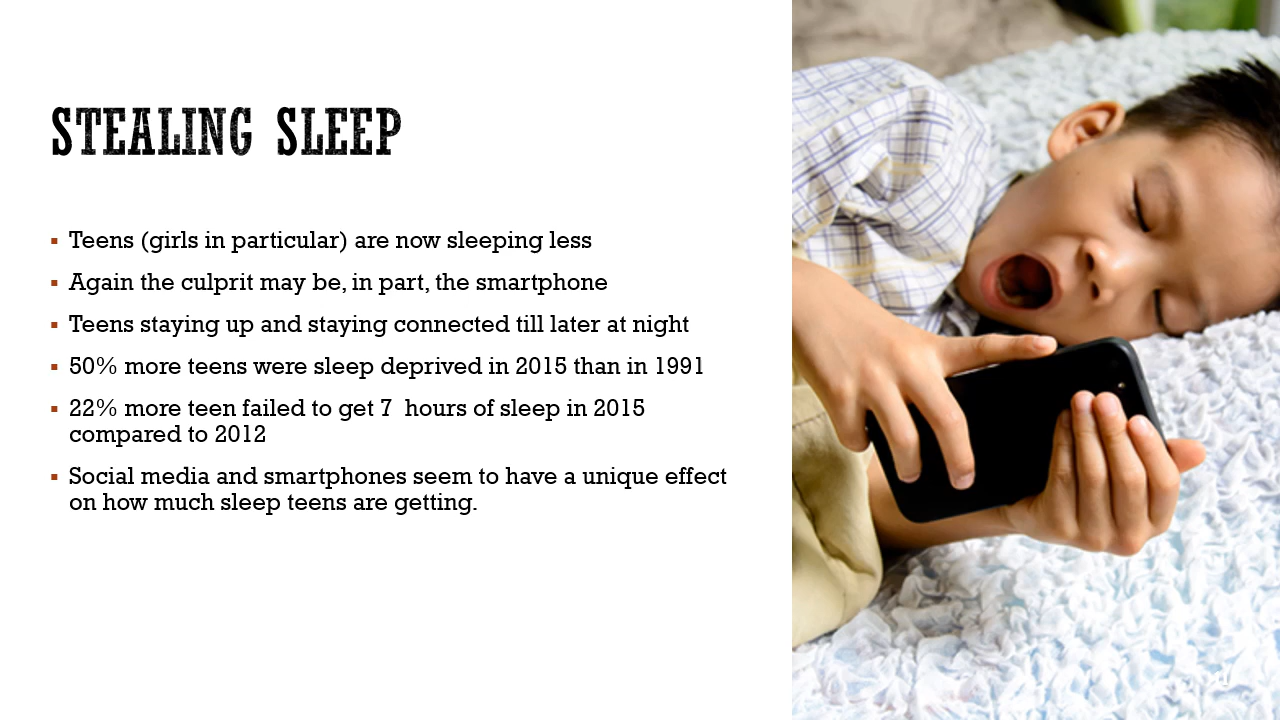 STEALING SLEEP
▪ Teens (girls in particular) are now sleeping less
▪ Again the culprit may be, in part, the smartphone
▪ Teens staying up and staying connected till later at night
▪ 50% more teens were sleep deprived in 2015 than in 1991
▪ 22% more teen failed to get 7  hours of sleep in 2015
compared to 2012
▪ Social media and smartphones seem to have a unique effect
on how much sleep teens are getting.